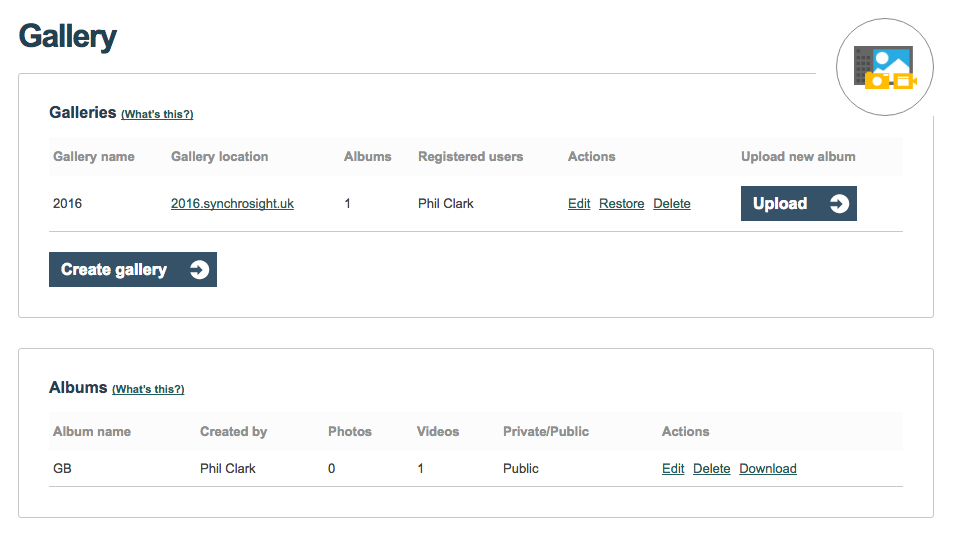 Gallery
Galleries (What's this?)
Gallery name Gallery location Albums Registered users Actions Upload new album
2016 2016.synchrosight.uk 1 Phil Clark Edit Restore Delete Upload
Create gallery
Albums (What's this?)
Album name Created by Photos Videos Private/Public Actions
GB Phil Clark 0 1 Public Edit Delete Download